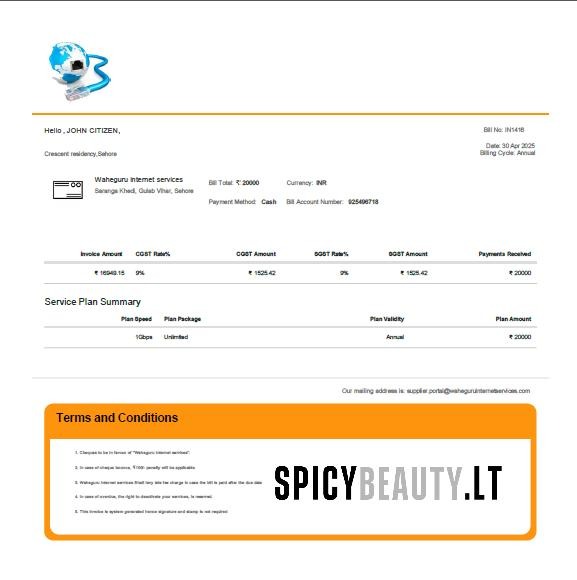 Hello , JOHN CITIZEN,
Bill No: IN1416
Crescent residency,Sehore
Date: 30 Apr 2025
Billing Cycle: Annual
Waheguru internet services
Saranga Khedi, Gulab Vihar, Sehore
Bill Total: ₹ 20000 Currency: INR
Payment Method: Cash Bill Account Number: 925496718
Invoice Amount CGST Rate% CGST Amount SGST Rate% SGST Amount Payments Received
₹ 16949.15 9% ₹ 1525.42 9% ₹ 1525.42 ₹ 20000
Service Plan Summary
Plan Speed Plan Package Plan Validity Plan Amount
1Gbps Unlimited Annual ₹ 20000
Our mailing address is: supplier.portal@waheguruinternetservices.com
Terms and Conditions
1. Cheques to be in favour of "Waheguru internet services".
2. In case of cheque bounce, ₹100/- penalty will be applicable.
3. Waheguru internet services Shall levy late fee charge in case the bill is paid after the due date
4. In case of overdue, the right to deactivate your services, is reserved.
5. This invoice is system generated hence signature and stamp is not required
SPICYBEAUTY.LT